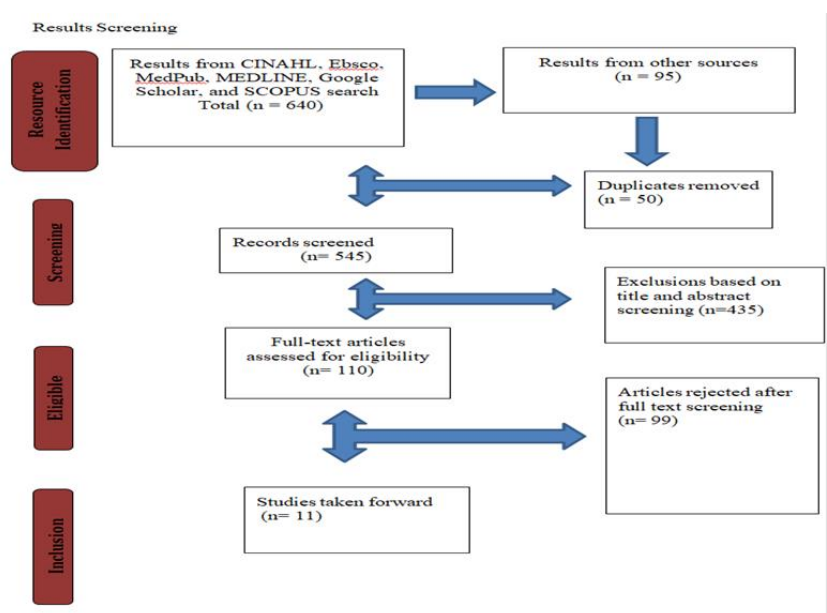 Results Screening
Resource
Identification
Results from CINAHL, Ebsco,
MedPub, MEDLINE, Google
Scholar, and SCOPUS search
Total (n = 640)
Results from other sources
(n = 95)
Duplicates removed
(n = 50)
Screening
Records screened
(n= 545)
Exclusions based on
title and abstract
screening (n=435)
Eligible
Full-text articles
assessed for eligibility
(n= 110)
Articles rejected after
full text screening
(n= 99)
Inclusion
Studies taken forward
(n= 11)